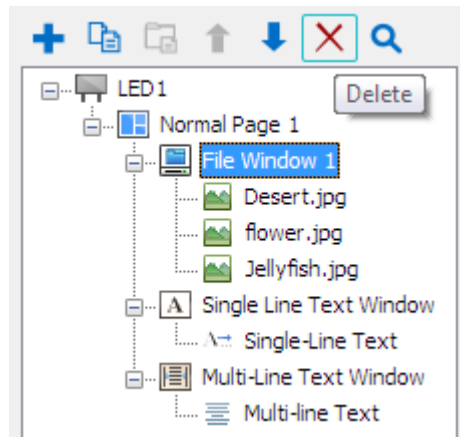 LED1
Delete
Normal Page 1
File Window 1
Desert.jpg
flower.jpg
Jellyfish.jpg
A Single Line Text Window
A Single-Line Text
Multi-Line Text Window
Multi-line Text